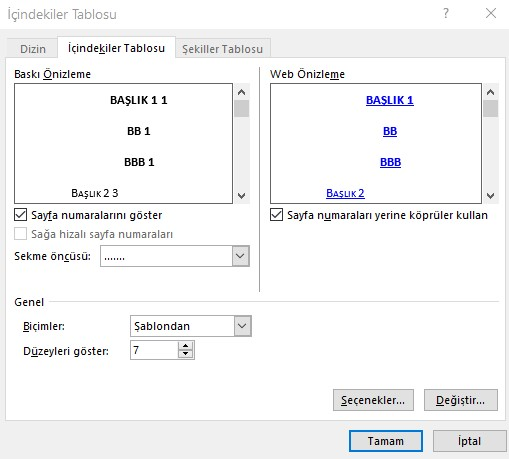 İçindekiler Tablosu
?
Dizin İçindekiler Tablosu Şekiller Tablosu
Baskı Önizleme
BAŞLIK 1 1
BB 1
BBB 1
BAŞLIK 2 3
Web Önizleme
BAŞLIK 1
BB
BBB
BAŞLIK 2
Sayfa numaralarını göster
Sayfa numaraları yerine köprüler kullan
Sağa hizalı sayfa numaraları
Sekme öncüsü: .......
Genel
Biçimler: Şablondan
Düzeyleri göster: 7
Seçenekler... Değiştir...
Tamam İptal